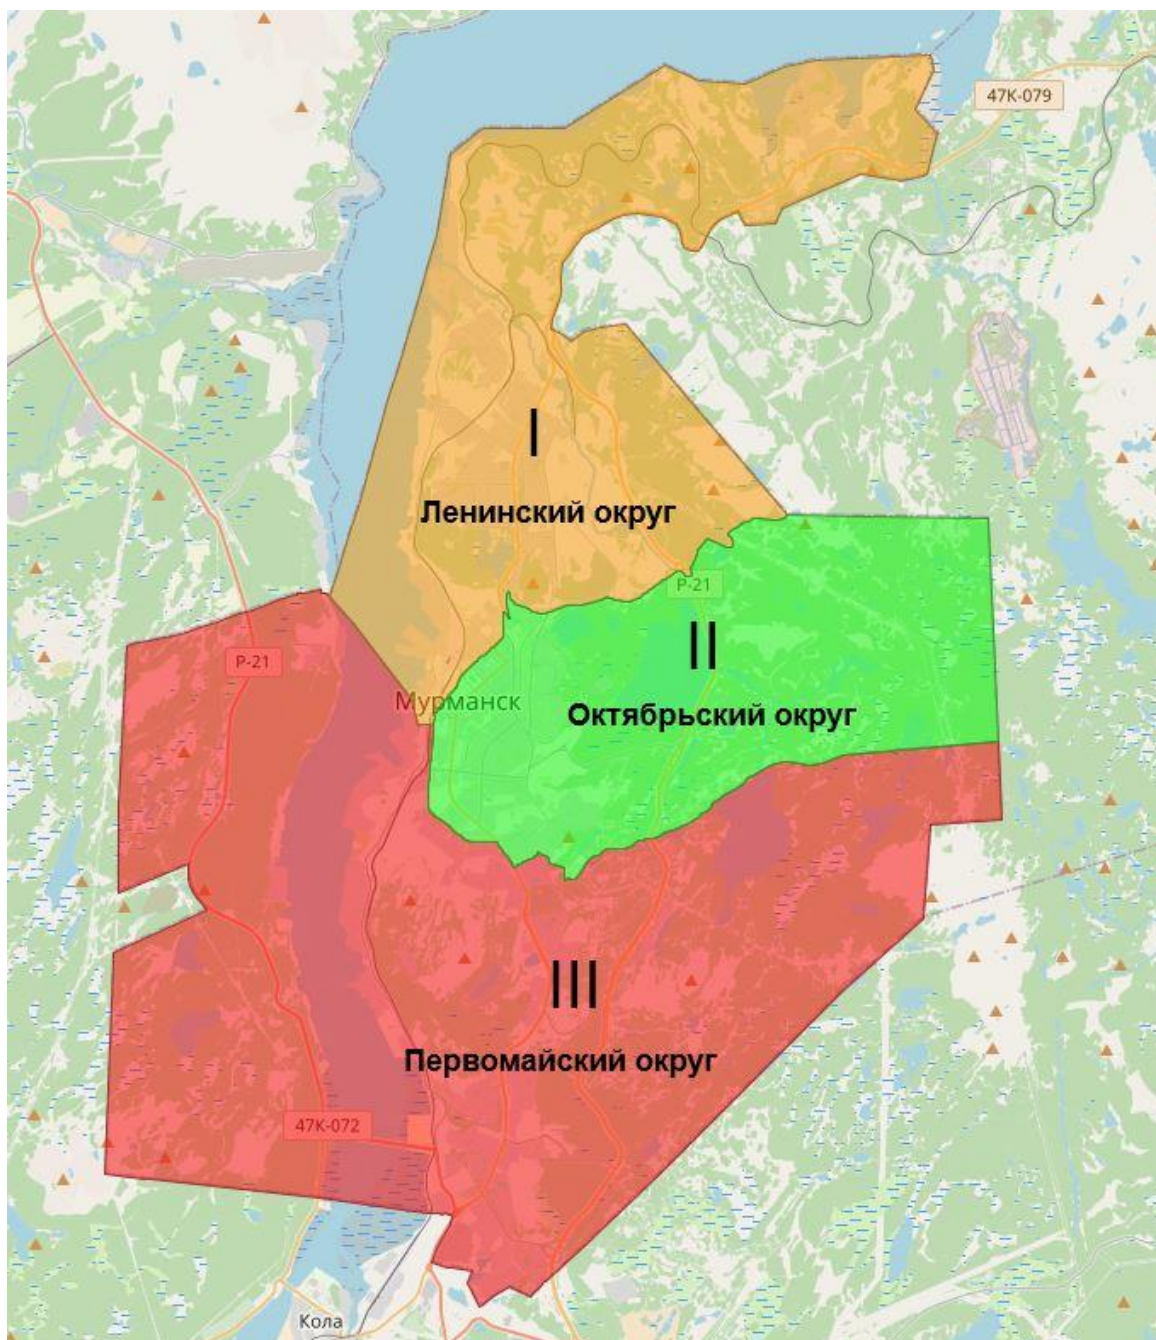 47К-079
I
Ленинский округ
Р-21
II
Р-21
Мурманск
Октябрьский округ
III
Первомайский округ
47К-072
Кола